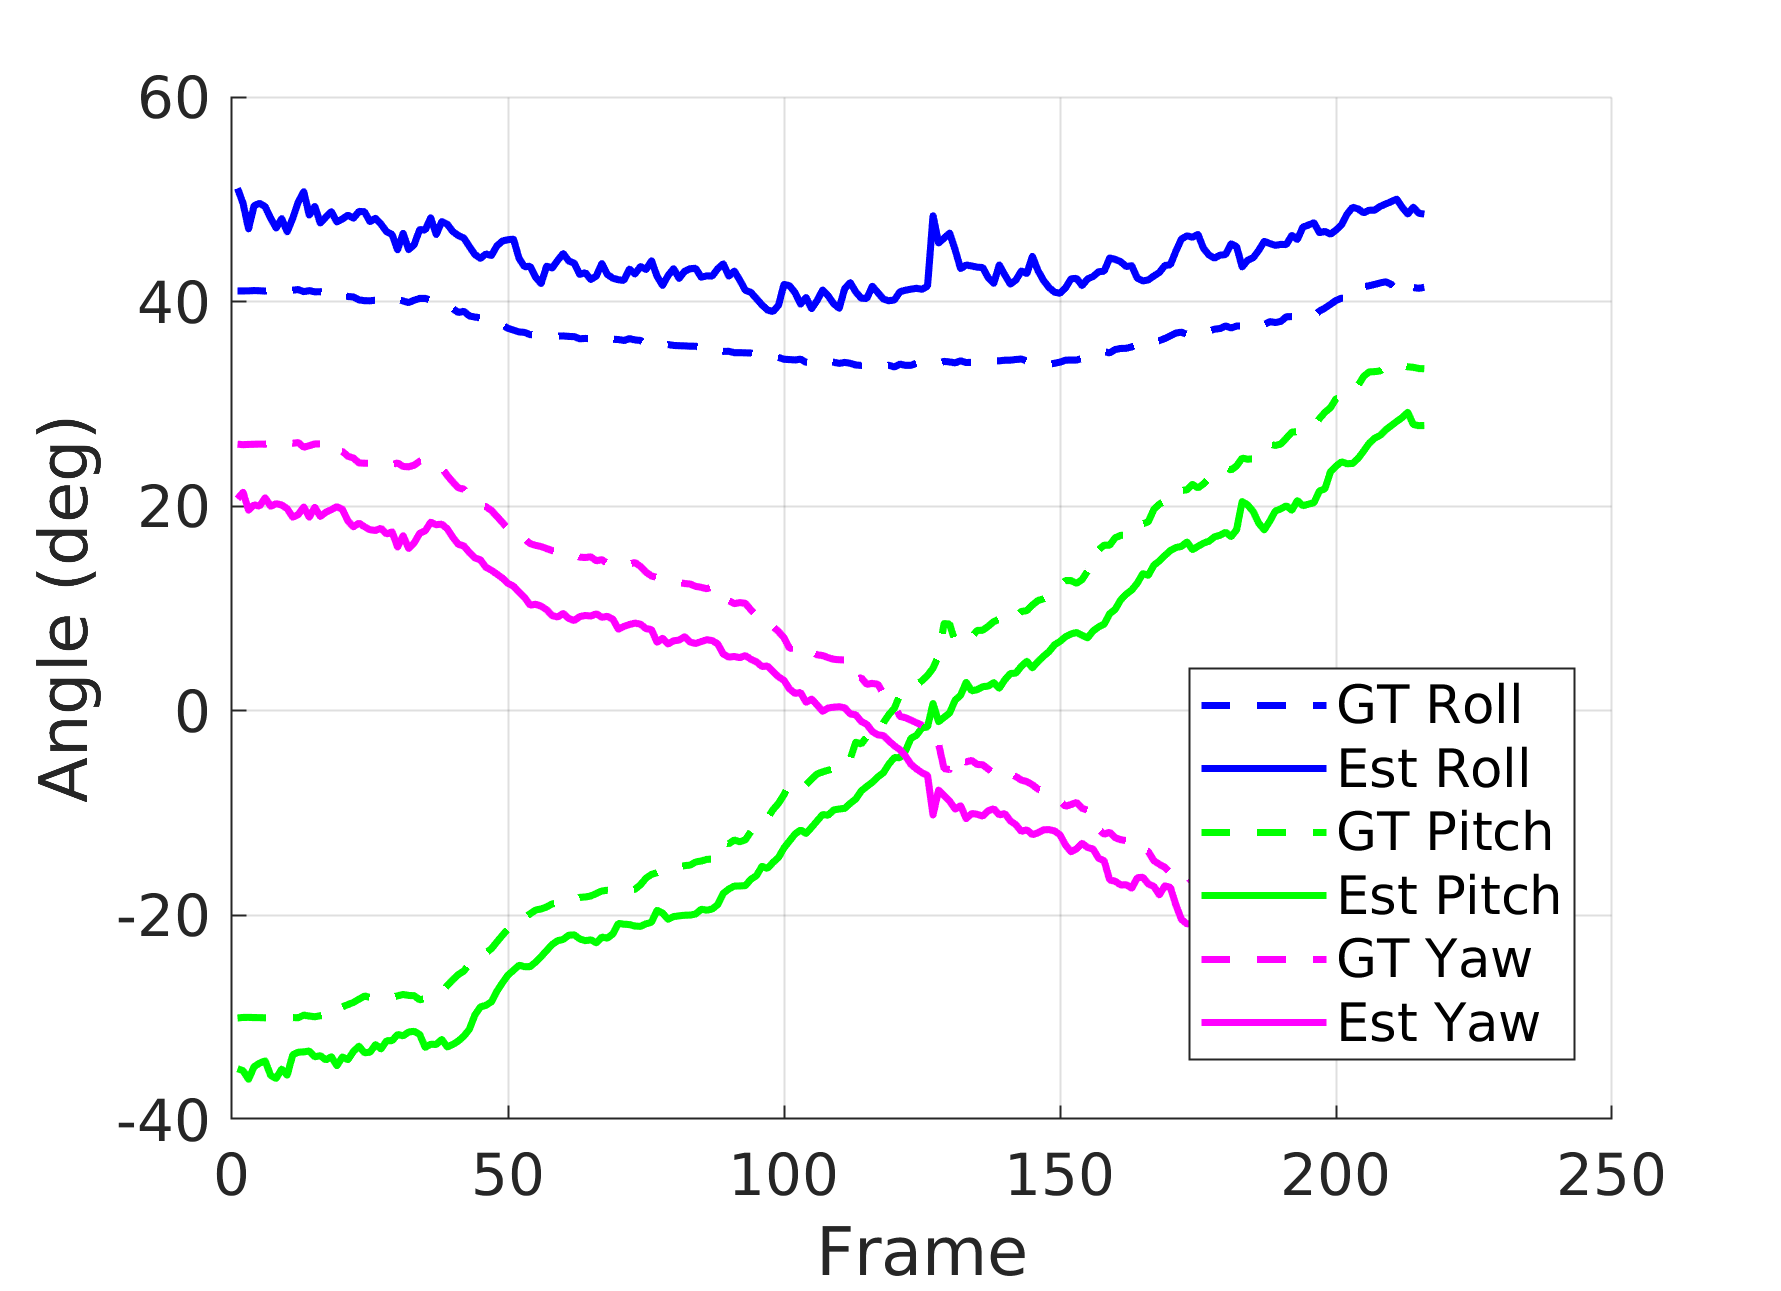 60
40
20
0
-20
-40
Angle (deg)
GT Roll
Est Roll
GT Pitch
Est Pitch
GT Yaw
Est Yaw
0 50 100 150 200 250
Frame